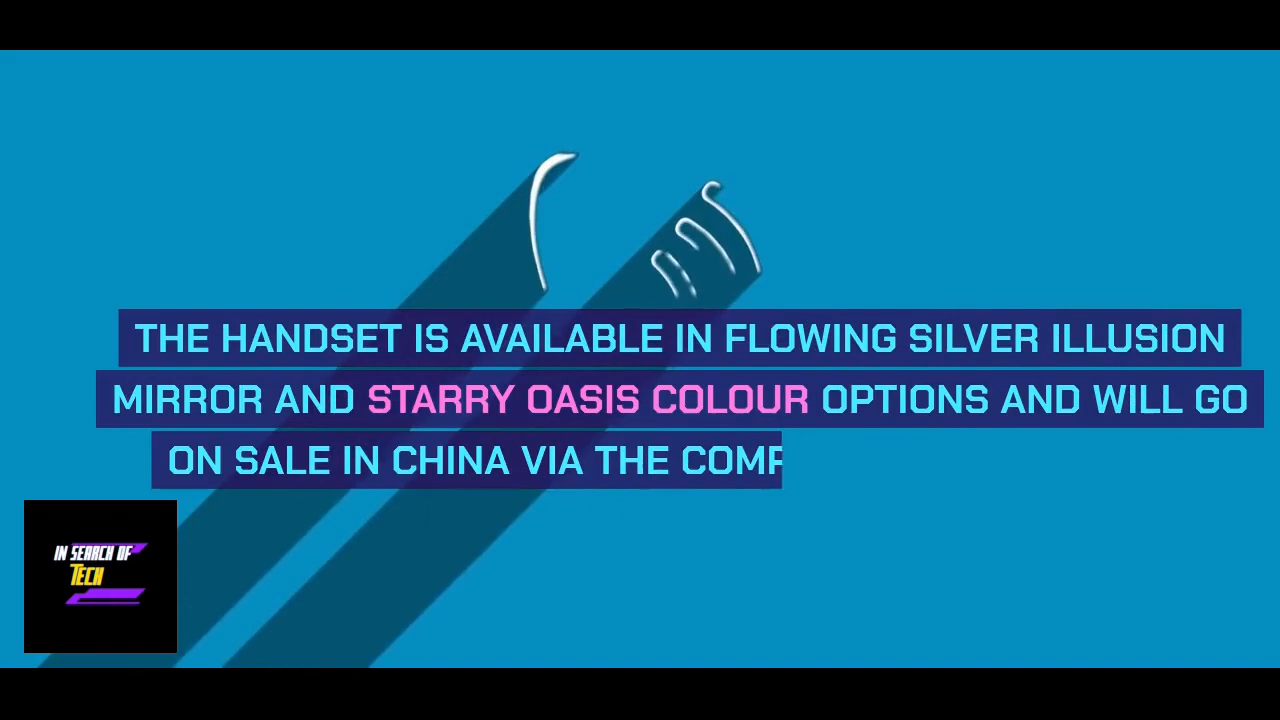 THE HANDSET IS AVAILABLE IN FLOWING SILVER ILLUSION
MIRROR AND STARRY OASIS COLOUR OPTIONS AND WILL GO
ON SALE IN CHINA VIA THE
IN SEARCH OF
TECH